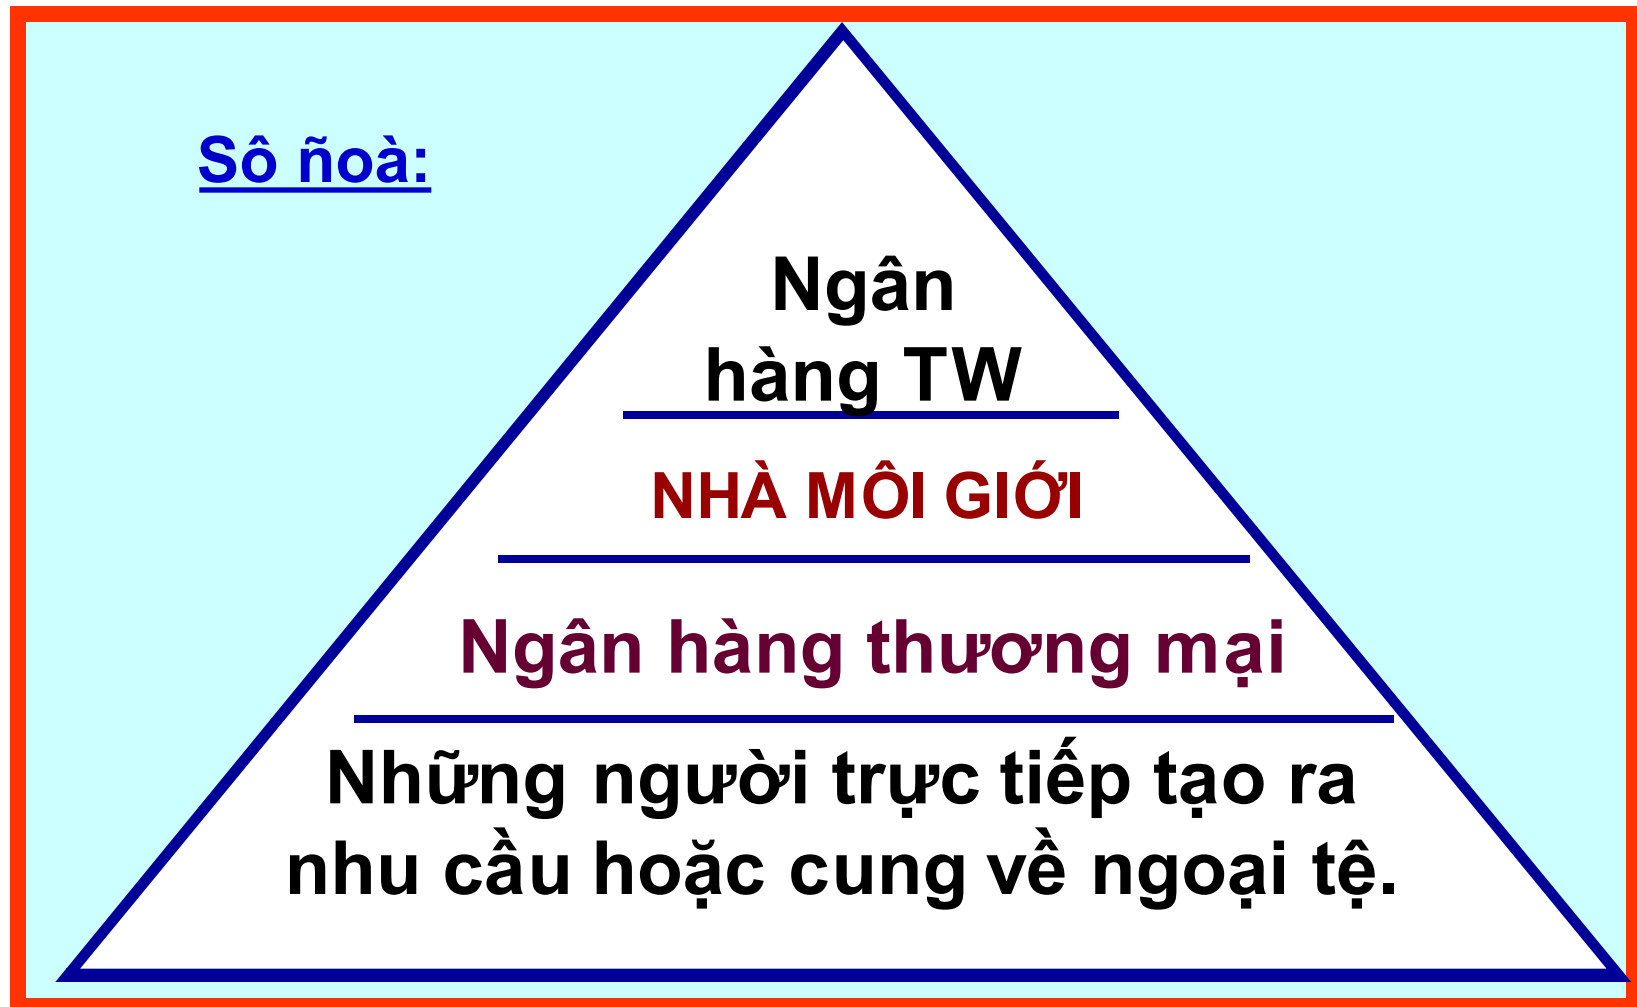 Sô ñoà:
Ngân
hàng TW
NHÀ MÔI GIỚI
Ngân hàng thương mại
Những người trực tiếp tạo ra
nhu cầu hoặc cung về ngoại tệ.